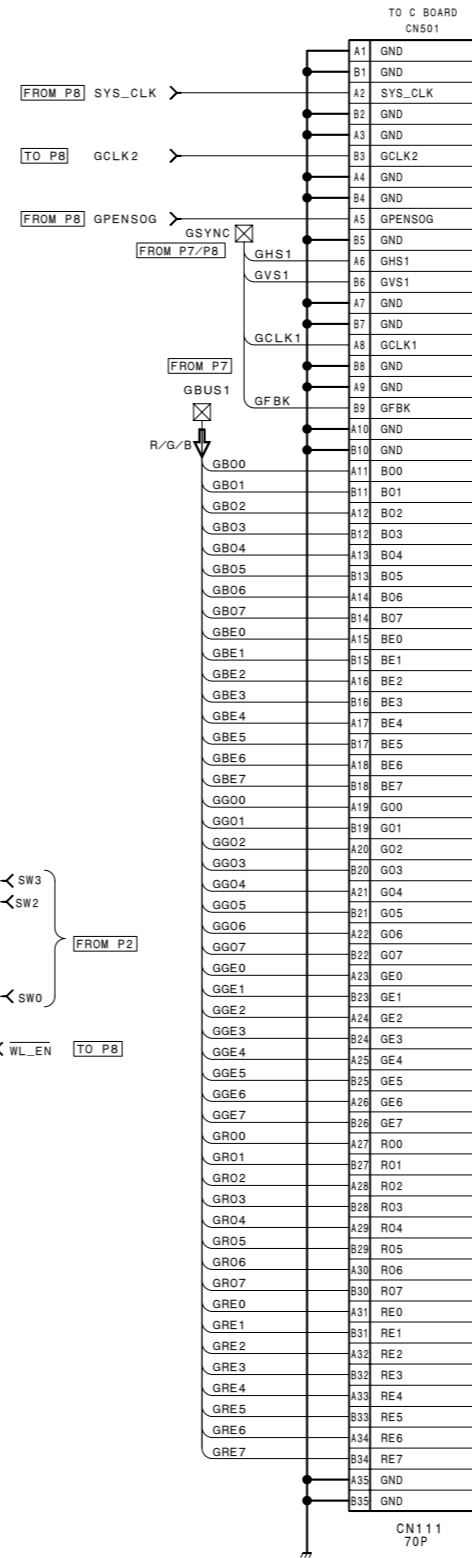 TO C BOARD
CN501
A1 GND
B1 GND
FROM P8 SYS_CLK A2 SYS_CLK
B2 GND
A3 GND
TO P8 GCLK2 B3 GCLK2
A4 GND
B4 GND
FROM P8 GPENSOG A5 GPENSOG
GSYNC B5 GND
FROM P7/P8 GHS1 A6 GHS1
GVS1 B6 GVS1
A7 GND
B7 GND
GCLK1 A8 GCLK1
FROM P7 B8 GND
GBUS1 A9 GND
GFBK B9 GFBK
A10 GND
R/G/B B10 GND
GBO0 A11 BO0
GBO1 B11 BO1
GBO2 A12 BO2
GBO3 B12 BO3
GBO4 A13 BO4
GBO5 B13 BO5
GBO6 A14 BO6
GBO7 B14 BO7
GBE0 A15 BE0
GBE1 B15 BE1
GBE2 A16 BE2
GBE3 B16 BE3
GBE4 A17 BE4
GBE5 B17 BE5
GBE6 A18 BE6
GBE7 B18 BE7
GGO0 A19 GO0
GGO1 B19 GO1
GGO2 A20 GO2
GGO3 B20 GO3
SW3 GGO4 A21 GO4
SW2 GGO5 B21 GO5
GGO6 A22 GO6
FROM P2 GGO7 B22 GO7
GGE0 A23 GE0
SW0 GGE1 B23 GE1
GGE2 A24 GE2
GGE3 B24 GE3
WL_EN TO P8 GGE4 A25 GE4
GGE5 B25 GE5
GGE6 A26 GE6
GGE7 B26 GE7
GRO0 A27 RO0
GRO1 B27 RO1
GRO2 A28 RO2
GRO3 B28 RO3
GRO4 A29 RO4
GRO5 B29 RO5
GRO6 A30 RO6
GRO7 B30 RO7
GRE0 A31 RE0
GRE1 B31 RE1
GRE2 A32 RE2
GRE3 B32 RE3
GRE4 A33 RE4
GRE5 B33 RE5
GRE6 A34 RE6
GRE7 B34 RE7
A35 GND
B35 GND
CN111
70P